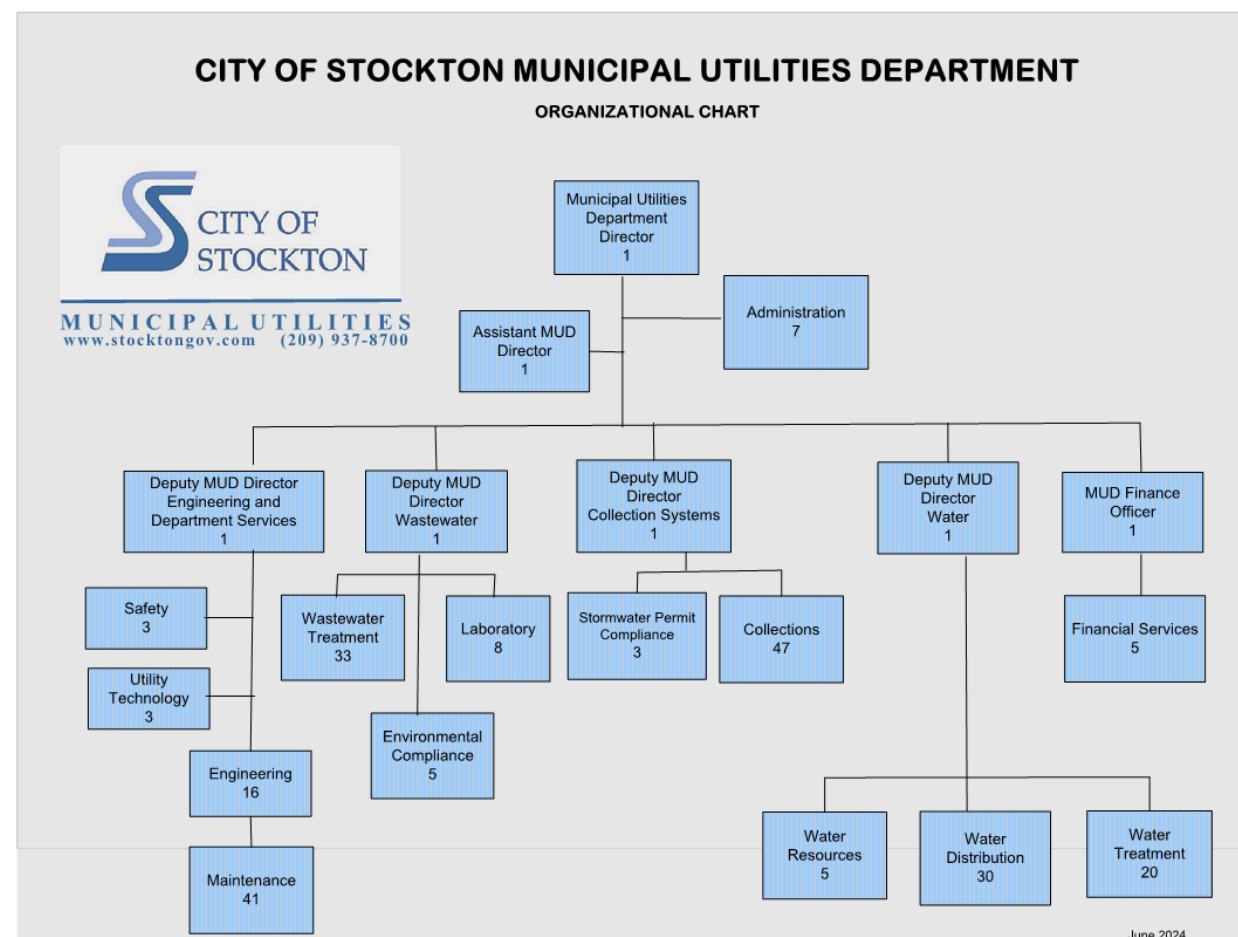 CITY OF STOCKTON MUNICIPAL UTILITIES DEPARTMENT
ORGANIZATIONAL CHART
CITY OF
STOCKTON
MUNICIPAL UTILITIES
www.stocktongov.com (209) 937-8700
Municipal Utilities
Department
Director
1
Administration
7
Assistant MUD
Director
1
Deputy MUD Director
Engineering and
Department Services
1
Deputy MUD
Director
Wastewater
1
Deputy MUD
Director
Collection Systems
1
Deputy MUD
Director
Water
1
MUD Finance
Officer
1
Safety
3
Utility
Technology
3
Engineering
16
Maintenance
41
Wastewater
Treatment
33
Laboratory
8
Environmental
Compliance
5
Stormwater Permit
Compliance
3
Collections
47
Financial Services
5
Water
Resources
5
Water
Distribution
30
Water
Treatment
20
June 2024